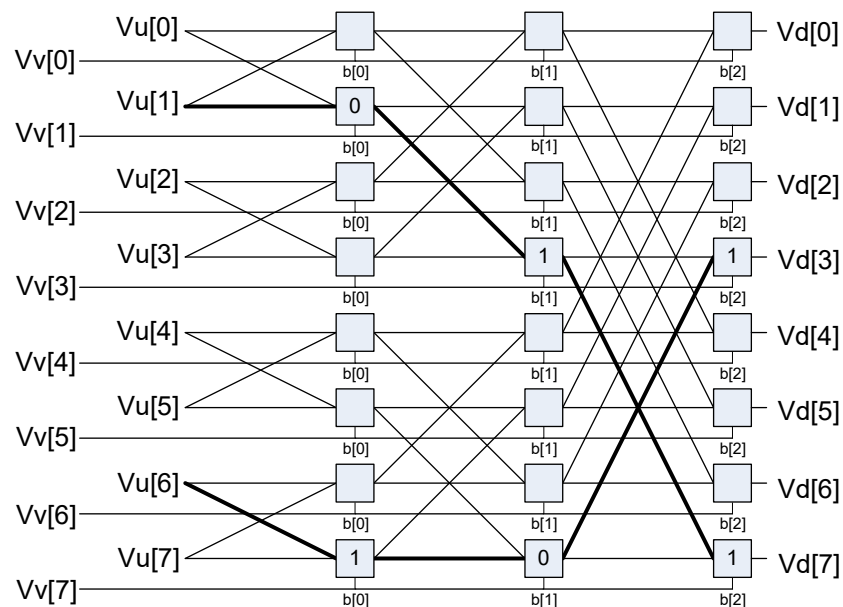 Vu[0] Vd[0]
Vv[0] b[0] b[1] b[2]
Vu[1] 0 Vd[1]
Vv[1] b[0] b[1] b[2]
Vu[2] Vd[2]
Vv[2] b[0] b[1] b[2]
Vu[3] 1 1 Vd[3]
Vv[3] b[0] b[1] b[2]
Vu[4] Vd[4]
Vv[4] b[0] b[1] b[2]
Vu[5] Vd[5]
Vv[5] b[0] b[1] b[2]
Vu[6] Vd[6]
Vv[6] b[0] b[1] b[2]
Vu[7] 1 0 1 Vd[7]
Vv[7] b[0] b[1] b[2]